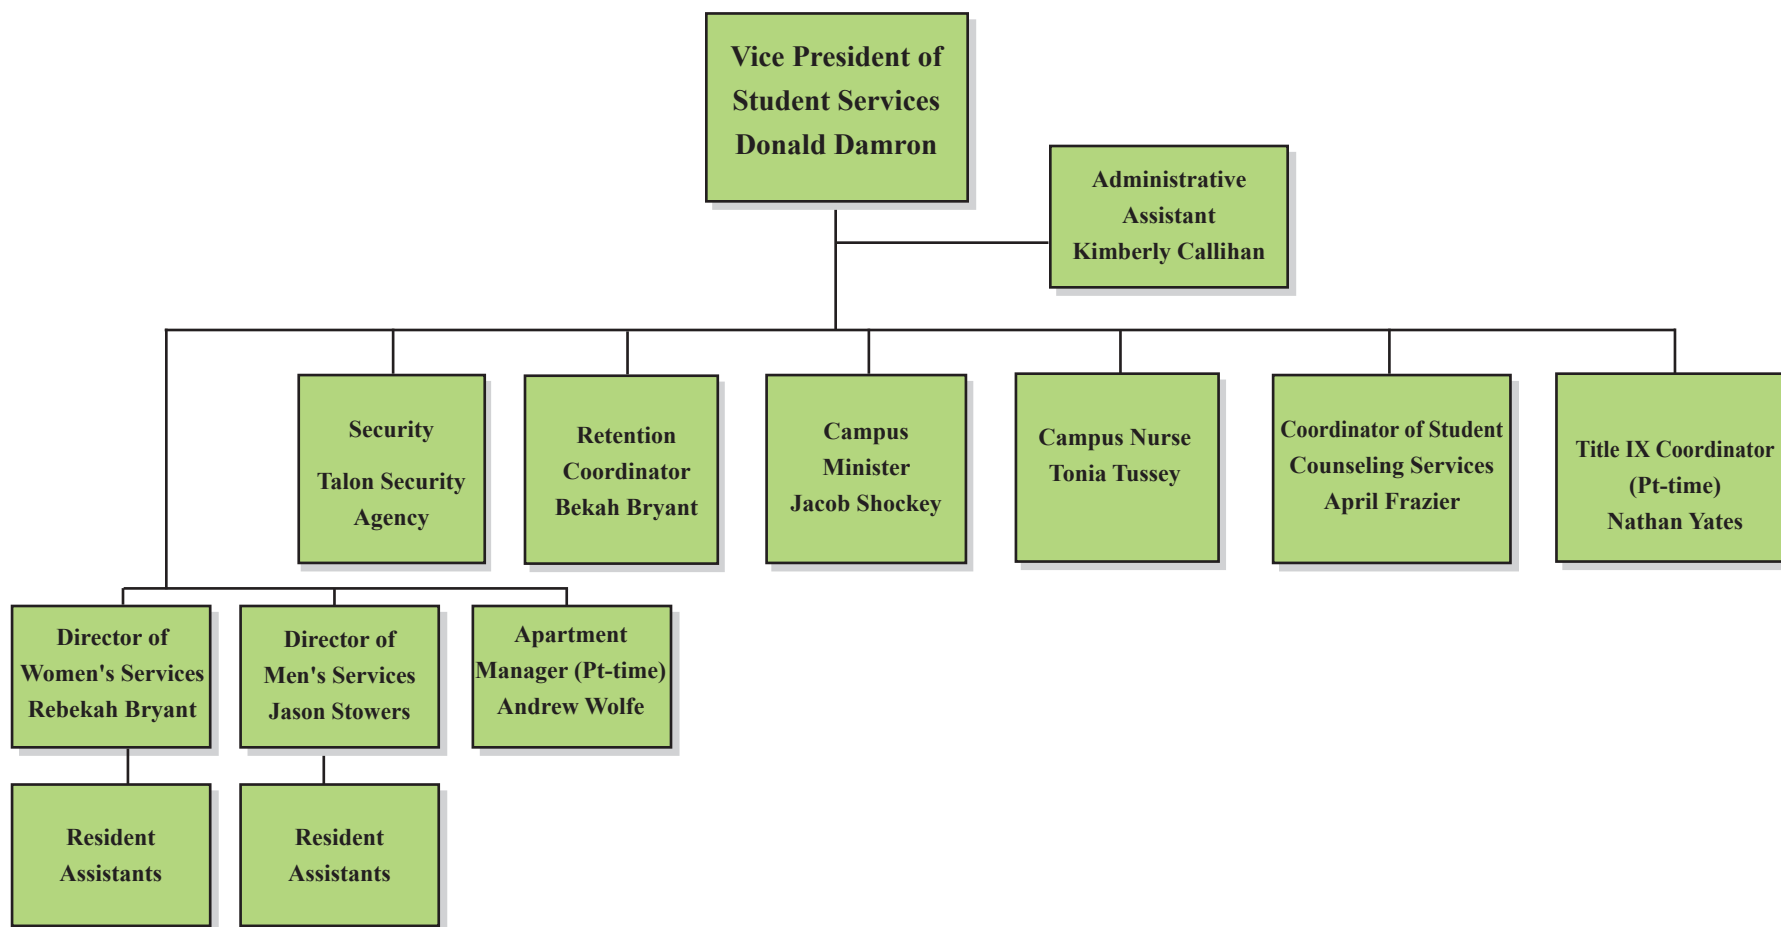 Vice President of
Student Services
Donald Damron
Administrative
Assistant
Kimberly Callihan
Security
Talon Security
Agency
Retention
Coordinator
Bekah Bryant
Campus
Minister
Jacob Shockey
Campus Nurse
Tonia Tussey
Coordinator of Student
Counseling Services
April Frazier
Title IX Coordinator
(Pt-time)
Nathan Yates
Director of
Women's Services
Rebekah Bryant
Director of
Men's Services
Jason Stowers
Apartment
Manager (Pt-time)
Andrew Wolfe
Resident
Assistants
Resident
Assistants